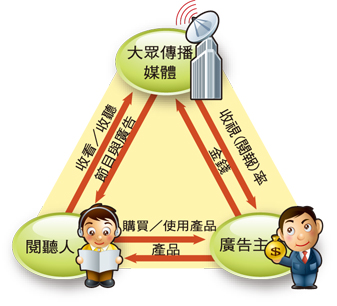 大眾傳播
媒體
收看／收聽
節目與廣告
收視(閱報)率
金錢
閱聽人
購買／使用產品
產品
廣告主
$